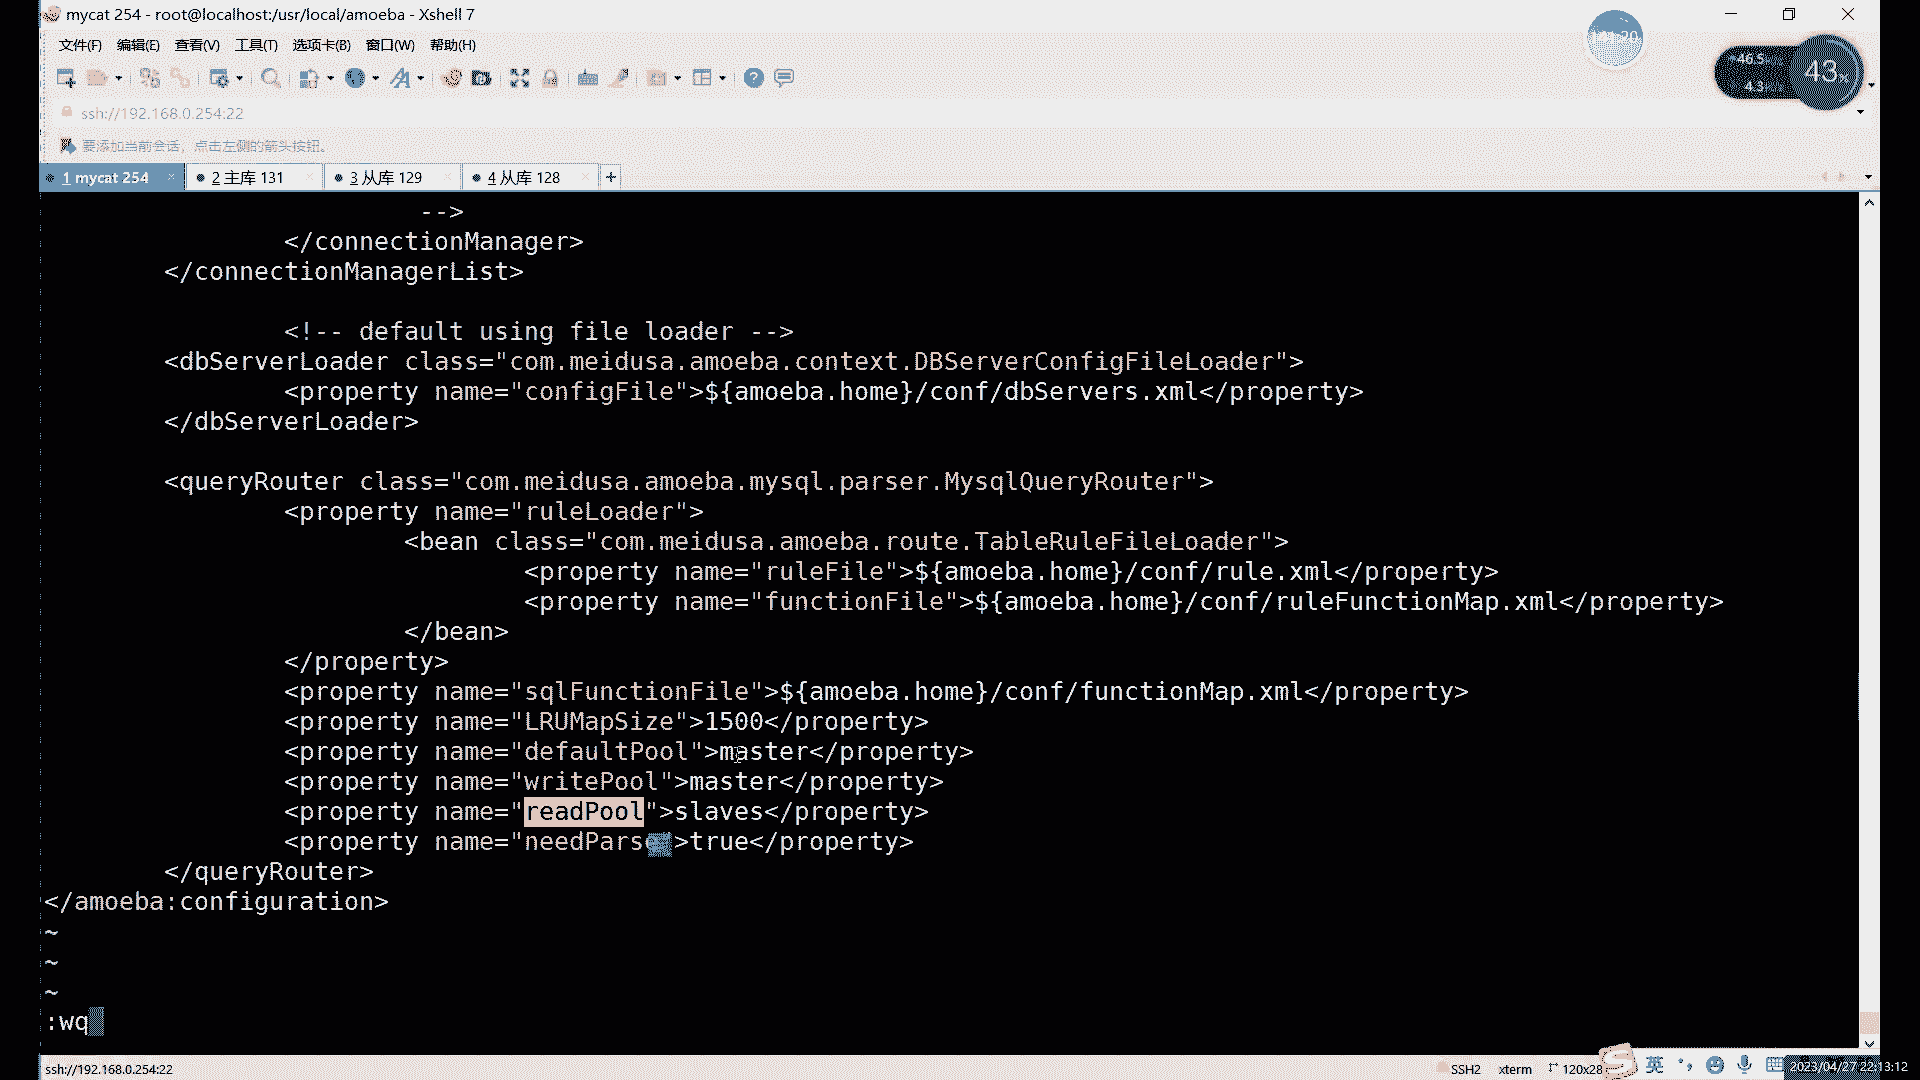 mycat 254 - root@localhost:/usr/local/amoeba - Xshell 7
文件(F) 编辑(E) 查看(V) 工具(T) 选项卡(B) 窗口(W) 帮助(H)
46.5
4.3
43%
ssh://192.168.0.254:22
要添加当前会话，点击左侧的箭头按钮。
1 mycat 254 × 2 主库 131 × 3 从库 129 × 4 从库 128 × +
-->
</connectionManager>
</connectionManagerList>
<!-- default using file loader -->
<dbServerLoader class="com.meidusa.amoeba.context.DBServerConfigFileLoader">
<property name="configFile">${amoeba.home}/conf/dbServers.xml</property>
</dbServerLoader>
<queryRouter class="com.meidusa.amoeba.mysql.parser.MysqlQueryRouter">
<property name="ruleLoader">
<bean class="com.meidusa.amoeba.route.TableRuleFileLoader">
<property name="ruleFile">${amoeba.home}/conf/rule.xml</property>
<property name="functionFile">${amoeba.home}/conf/ruleFunctionMap.xml</property>
</bean>
</property>
<property name="sqlFunctionFile">${amoeba.home}/conf/functionMap.xml</property>
<property name="LRUMapSize">1500</property>
<property name="defaultPool">master</property>
<property name="writePool">master</property>
<property name="readPool">slaves</property>
<property name="needPars >true</property>
</queryRouter>
</amoeba:configuration>
~
~
~
:wq
ssh://192.168.0.254:22 SSH2 xterm 120x28 英 2023/04/27 22:13:12